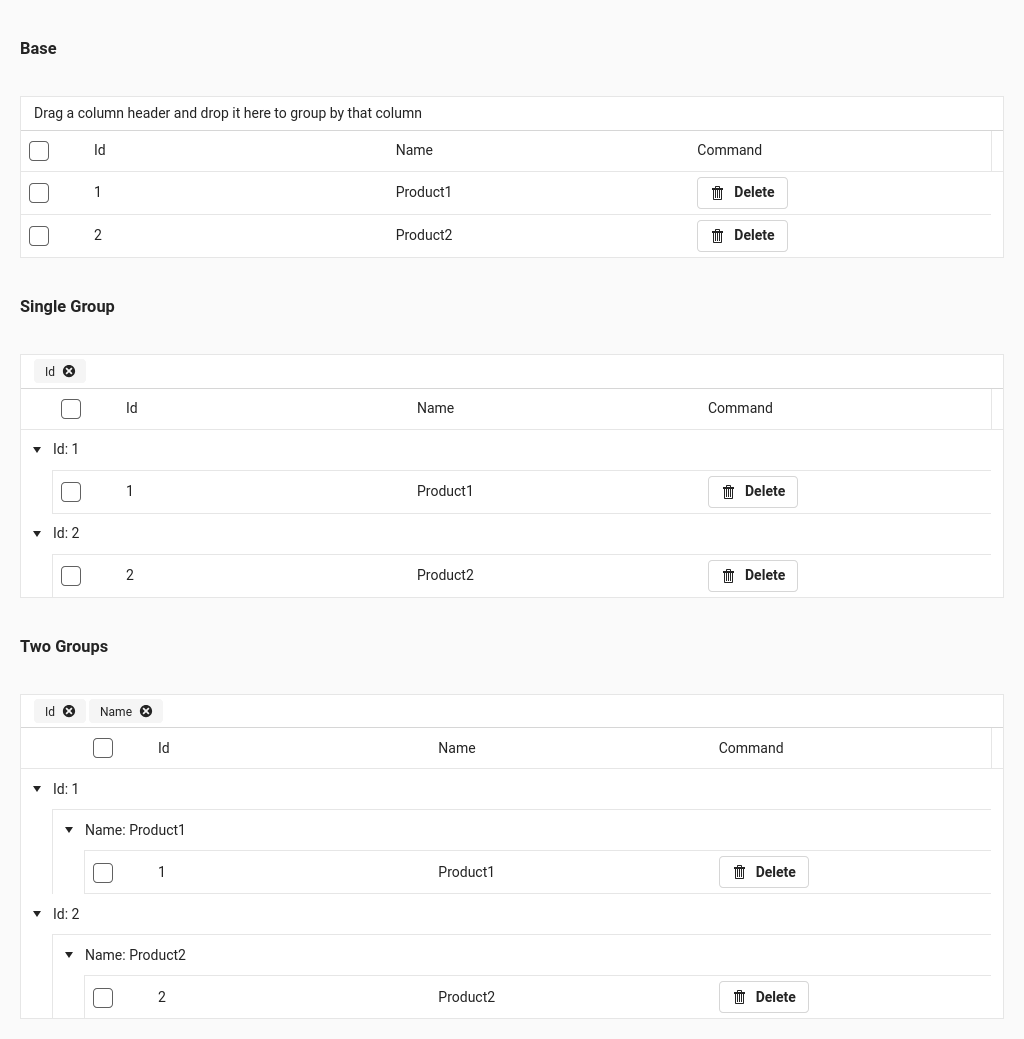 Base
Drag a column header and drop it here to group by that column
Id Name Command
1 Product1 Delete
2 Product2 Delete
Single Group
Id
Id Name Command
Id: 1
1 Product1 Delete
Id: 2
2 Product2 Delete
Two Groups
Id Name
Id Name Command
Id: 1
Name: Product1
1 Product1 Delete
Id: 2
Name: Product2
2 Product2 Delete